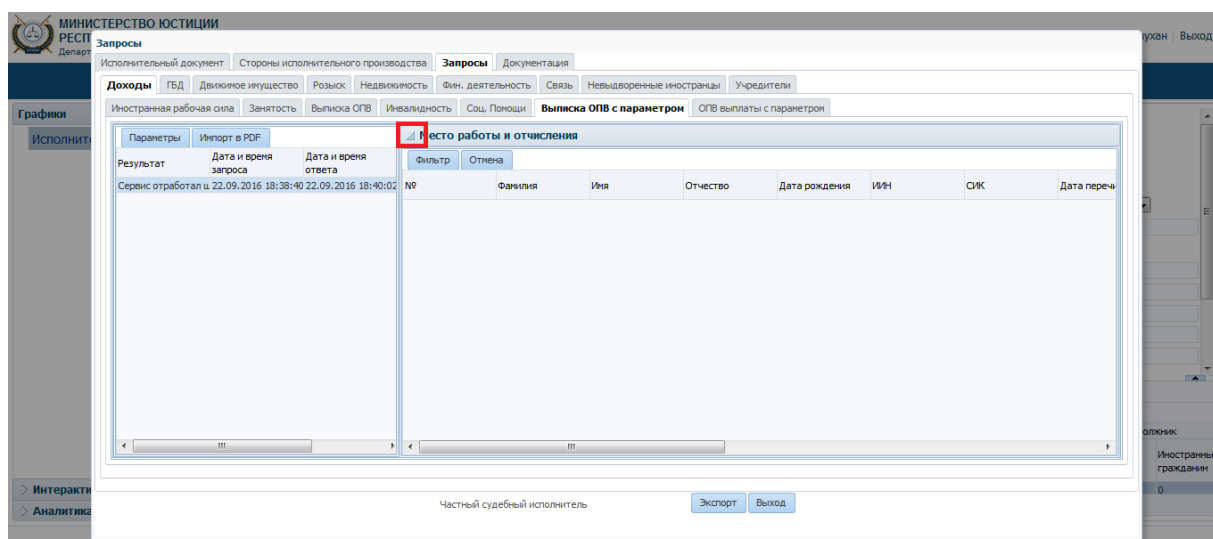 МИНИСТЕРСТВО ЮСТИЦИИ
РЕСП
Департ
ухан Выход
Запросы
Исполнительный документ Стороны исполнительного производства Запросы Документация
Доходы ГБД Движимое имущество Розыск Недвижимость Фин. деятельность Связь Невыдворенные иностранцы Учредители
Иностранная рабочая сила Занятость Выписка ОПВ Инвалидность Соц. Помощи Выписка ОПВ с параметром ОПВ выплаты с параметром
Графики
Исполните
Параметры Импорт в PDF
Место работы и отчисления
Результат Дата и время запроса Дата и время ответа
Фильтр Отмена
Сервис отработал ш 22.09.2016 18:38:40 22.09.2016 18:40:02
№ Фамилия Имя Отчество Дата рождения ИИН СИК Дата перечи
олжник
Иностранны
гражданин
0
Интеракти
Аналитика
Частный судебный исполнитель Экспорт Выход